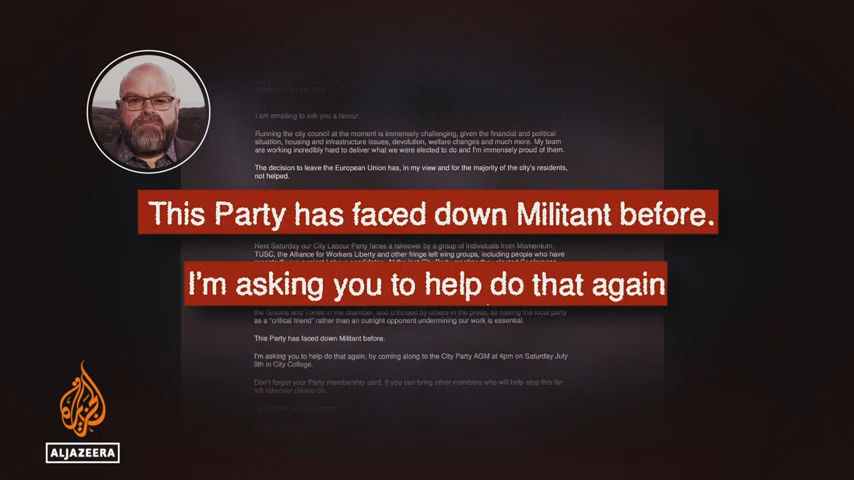 I am emailing to ask you a favour.
Running the city council at the moment is immensely challenging, given the financial and political
situation, housing and infrastructure issues, devolution, welfare changes and much more. My team
are working incredibly hard to deliver what we were elected to do and I'm immensely proud of them.
The decision to leave the European Union has, in my view and for the majority of the city's residents,
not helped.
This Party has faced down Militant before.
Next Saturday our City Labour Party faces a takeover by a group of individuals from Momentum,
TUSC, the Alliance for Workers Liberty and other fringe left wing groups, including people who have
I'm asking you to help do that again
the Greens and Tories in the chamber, and criticised by others in the press, so having the local party
as a "critical friend" rather than an outright opponent undermining our work is essential.
This Party has faced down Militant before.
I'm asking you to help do that again, by coming along to the City Party AGM at 4pm on Saturday July
9th in City College.
Don't forget your Party membership card. If you can bring other members who will help stop this far-
left takeover please do.
ALJAZEERA